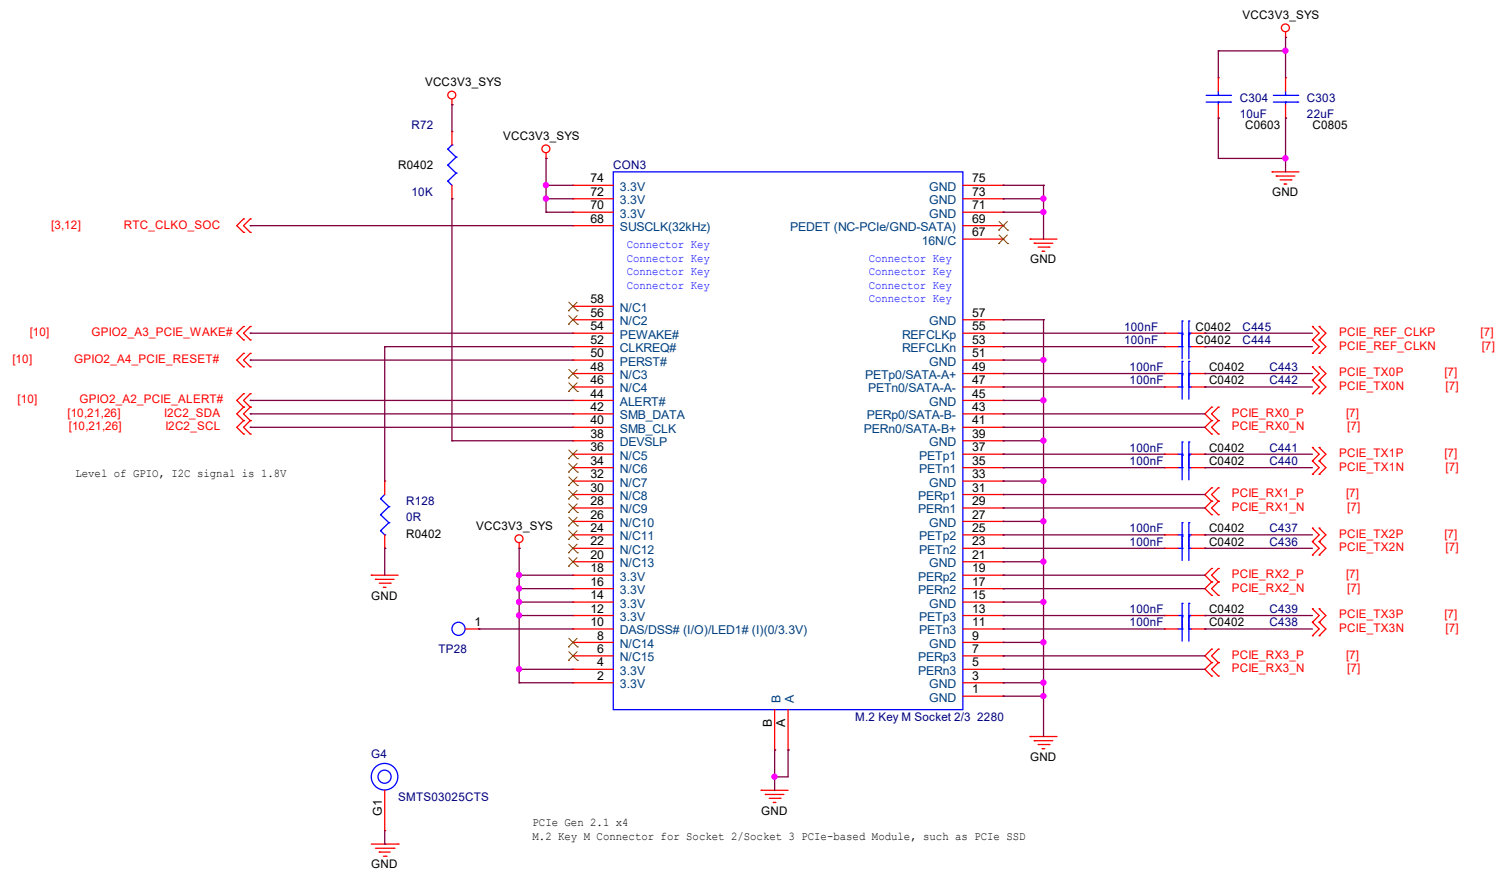 VCC3V3_SYS
C304
10uF
C0603
C303
22uF
C0805
GND
VCC3V3_SYS
R72
R0402
10K
VCC3V3_SYS
CON3
74 3.3V GND 75
72 3.3V GND 73
70 3.3V GND 71
[3,12] RTC_CLKO_SOC 68 SUSCLK(32kHz) PEDET (NC-PCIe/GND-SATA) 69
16N/C 67
GND
Connector Key
Connector Key
Connector Key
Connector Key
Connector Key
Connector Key
Connector Key
Connector Key
58 N/C1
56 N/C2 GND 57
[10] GPIO2_A3_PCIE_WAKE# 54 PEWAKE# REFCLKp 55 100nF C0402 C445 PCIE_REF_CLKP [7]
52 CLKREQ# REFCLKn 53 100nF C0402 C444 PCIE_REF_CLKN [7]
[10] GPIO2_A4_PCIE_RESET# 50 PERST# GND 51
48 N/C3 PETp0/SATA-A+ 49 100nF C0402 C443 PCIE_TX0P [7]
46 N/C4 PETn0/SATA-A- 47 100nF C0402 C442 PCIE_TX0N [7]
[10] GPIO2_A2_PCIE_ALERT# 44 ALERT# GND 45
[10,21,26] I2C2_SDA 42 SMB_DATA PERp0/SATA-B- 43 PCIE_RX0_P [7]
[10,21,26] I2C2_SCL 40 SMB_CLK PERn0/SATA-B+ 41 PCIE_RX0_N [7]
38 DEVSLP GND 39
36 N/C5 PETp1 37 100nF C0402 C441 PCIE_TX1P [7]
34 N/C6 PETn1 35 100nF C0402 C440 PCIE_TX1N [7]
Level of GPIO, I2C signal is 1.8V
32 N/C7 GND 33
30 N/C8 PERp1 31 PCIE_RX1_P [7]
28 N/C9 PERn1 29 PCIE_RX1_N [7]
R128
0R
R0402
GND
VCC3V3_SYS
26 N/C10 GND 27
24 N/C11 PETp2 25 100nF C0402 C437 PCIE_TX2P [7]
22 N/C12 PETn2 23 100nF C0402 C436 PCIE_TX2N [7]
20 N/C13 GND 21
18 3.3V PERp2 19 PCIE_RX2_P [7]
16 3.3V PERn2 17 PCIE_RX2_N [7]
14 3.3V GND 15
12 3.3V PETp3 13 100nF C0402 C439 PCIE_TX3P [7]
1 10 DAS/DSS# (I/O)/LED1# (I)(0/3.3V) PETn3 11 100nF C0402 C438 PCIE_TX3N [7]
TP28
8 N/C14 GND 9
6 N/C15 PERp3 7 PCIE_RX3_P [7]
4 3.3V PERn3 5 PCIE_RX3_N [7]
2 3.3V GND 3
GND 1
B A
B A
M.2 Key M Socket 2/3 2280
GND
GND
G4
SMTS03025CTS
G1
GND
PCIe Gen 2.1 x4
M.2 Key M Connector for Socket 2/Socket 3 PCIe-based Module, such as PCIe SSD